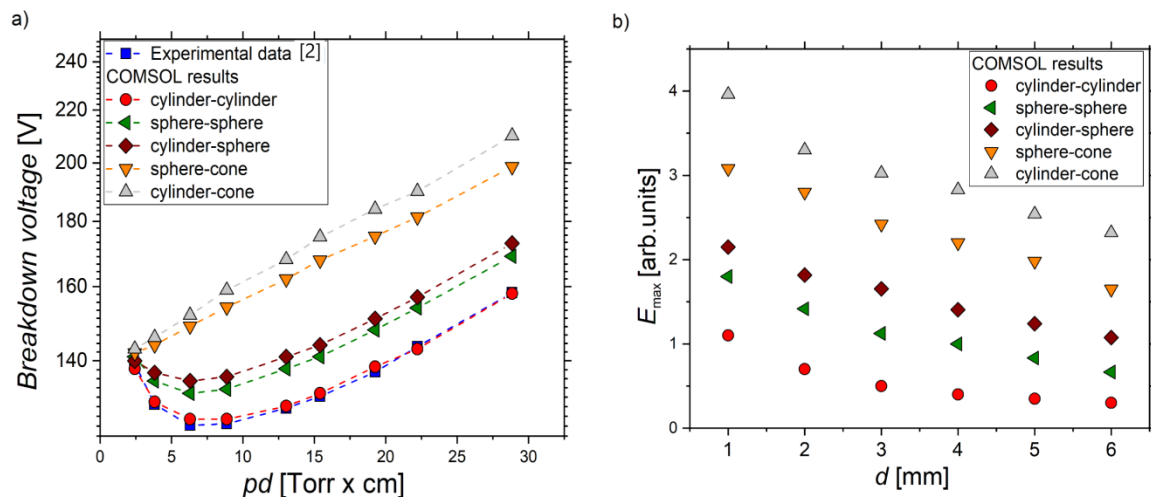 a)
Breakdown voltage [V]
240
220
200
180
160
140
Experimental data [2]
COMSOL results
cylinder-cylinder
sphere-sphere
cylinder-sphere
sphere-cone
cylinder-cone
0 5 10 15 20 25 30
pd [Torr x cm]
b)
E_max [arb.units]
4
3
2
1
0
COMSOL results
cylinder-cylinder
sphere-sphere
cylinder-sphere
sphere-cone
cylinder-cone
1 2 3 4 5 6
d [mm]